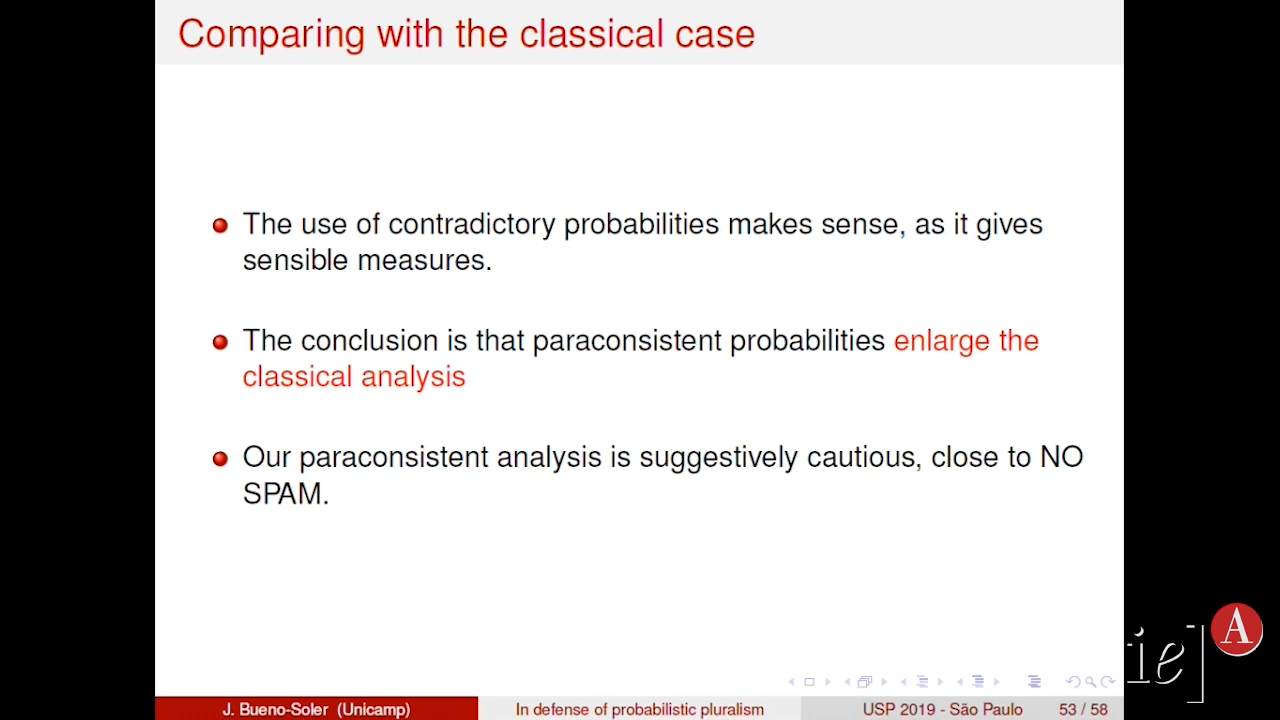 Comparing with the classical case
The use of contradictory probabilities makes sense, as it gives
sensible measures.
The conclusion is that paraconsistent probabilities enlarge the
classical analysis
Our paraconsistent analysis is suggestively cautious, close to NO
SPAM.
A
ie]
J. Bueno-Soler (Unicamp) In defense of probabilistic pluralism USP 2019 - São Paulo 53 / 58